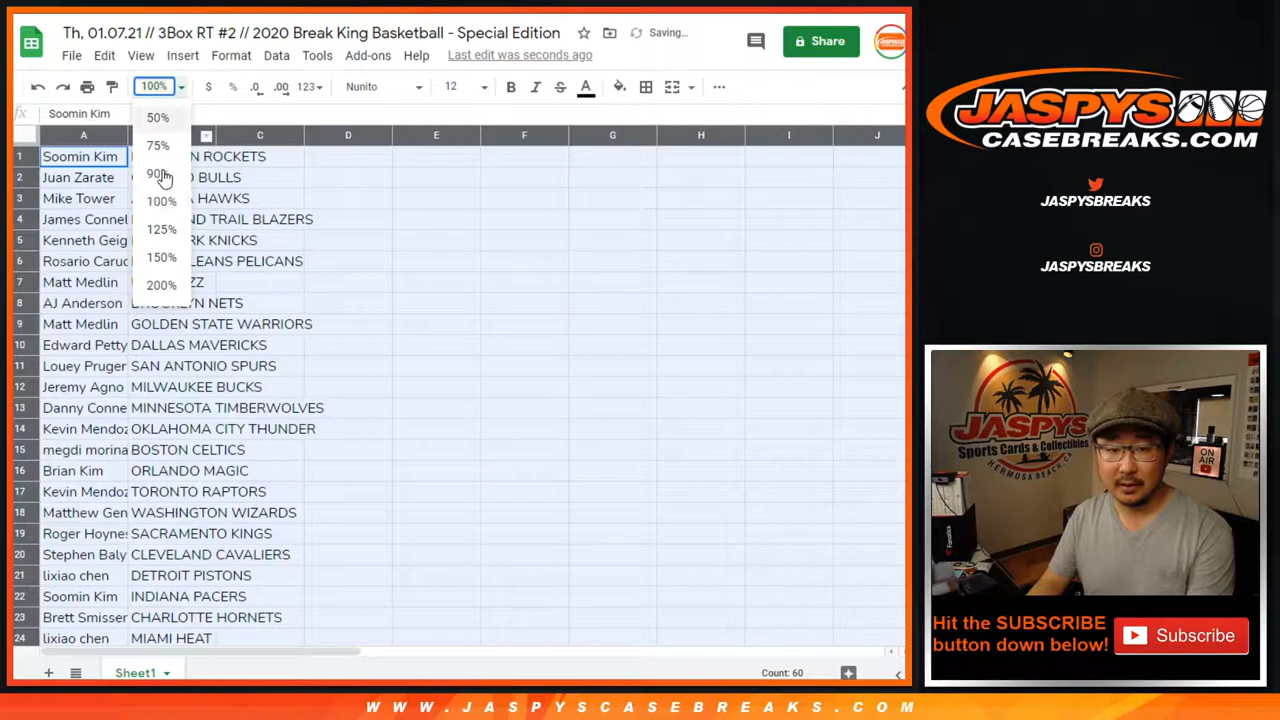 Th, 01.07.21 // 3Box RT #2 // 2020 Break King Basketball - Special Edition
Saving...
File Edit View Insert Format Data Tools Add-ons Help Last edit was seconds ago
Share
100% $ % .0 .00 123 Nunito 12 B I S A
fx Soomin Kim
50%
75%
90%
100%
125%
150%
200%
A C D E F G H I J
1 Soomin Kim N ROCKETS
2 Juan Zarate BULLS
3 Mike Tower HAWKS
4 James Connel ND TRAIL BLAZERS
5 Kenneth Geig RK KNICKS
6 Rosario Caruc LEANS PELICANS
7 Matt Medlin ZZ
8 AJ Anderson BROOKLYN NETS
9 Matt Medlin GOLDEN STATE WARRIORS
10 Edward Petty DALLAS MAVERICKS
11 Louey Pruger SAN ANTONIO SPURS
12 Jeremy Agno MILWAUKEE BUCKS
13 Danny Conne MINNESOTA TIMBERWOLVES
14 Kevin Mendoz OKLAHOMA CITY THUNDER
15 megdi morina BOSTON CELTICS
16 Brian Kim ORLANDO MAGIC
17 Kevin Mendoz TORONTO RAPTORS
18 Matthew Gen WASHINGTON WIZARDS
19 Roger Hoynes SACRAMENTO KINGS
20 Stephen Baly CLEVELAND CAVALIERS
21 lixiao chen DETROIT PISTONS
22 Soomin Kim INDIANA PACERS
23 Brett Smisser CHARLOTTE HORNETS
24 lixiao chen MIAMI HEAT
Sheet1
Count: 60
JASPYS
CASEBREAKS.COM
JASPYSBREAKS
JASPYSBREAKS
JASPYS
Sports Cards & Collectibles
HERMOSA BEACH, CA
ON AIR
Fanatics
Hit the SUBSCRIBE
button down below!
Subscribe
WWW.JASPYSCASEBREAKS.COM